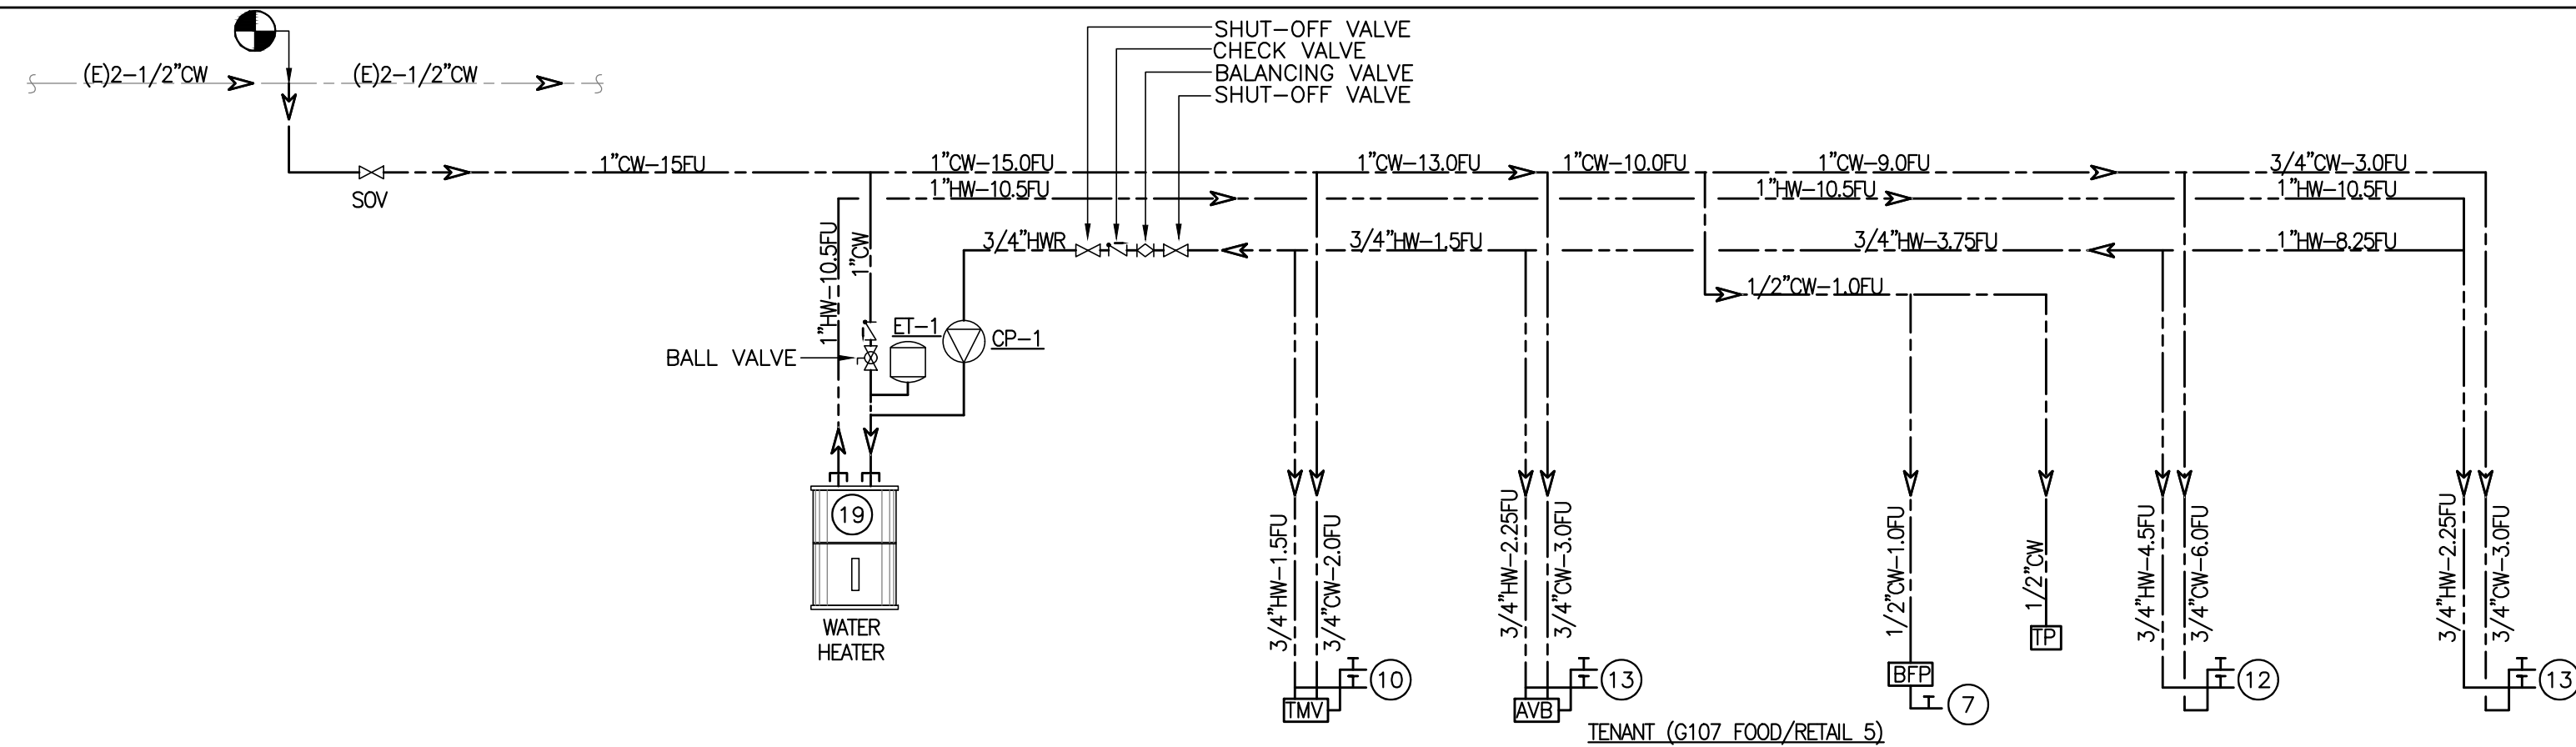 SHUT-OFF VALVE
CHECK VALVE
BALANCING VALVE
SHUT-OFF VALVE
(E)2-1/2"CW
(E)2-1/2"CW
1"CW-15FU
1"CW-15.0FU
1"CW-13.0FU
1"CW-10.0FU
1"CW-9.0FU
3/4"CW-3.0FU
SOV
1"HW-10.5FU
1"HW-10.5FU
1"HW-10.5FU
3/4"HWR
3/4"HW-1.5FU
3/4"HW-3.75FU
1"HW-8.25FU
1"HW-10.5FU
1"CW
1/2"CW-1.0FU
ET-1
CP-1
BALL VALVE
19
WATER
HEATER
3/4"HW-1.5FU
3/4"CW-2.0FU
3/4"HW-2.25FU
3/4"CW-3.0FU
1/2"CW-1.0FU
1/2"CW
3/4"HW-4.5FU
3/4"CW-6.0FU
3/4"HW-2.25FU
3/4"CW-3.0FU
TP
BFP
10
13
12
13
7
TMV
AVB
TENANT (G107 FOOD/RETAIL 5)